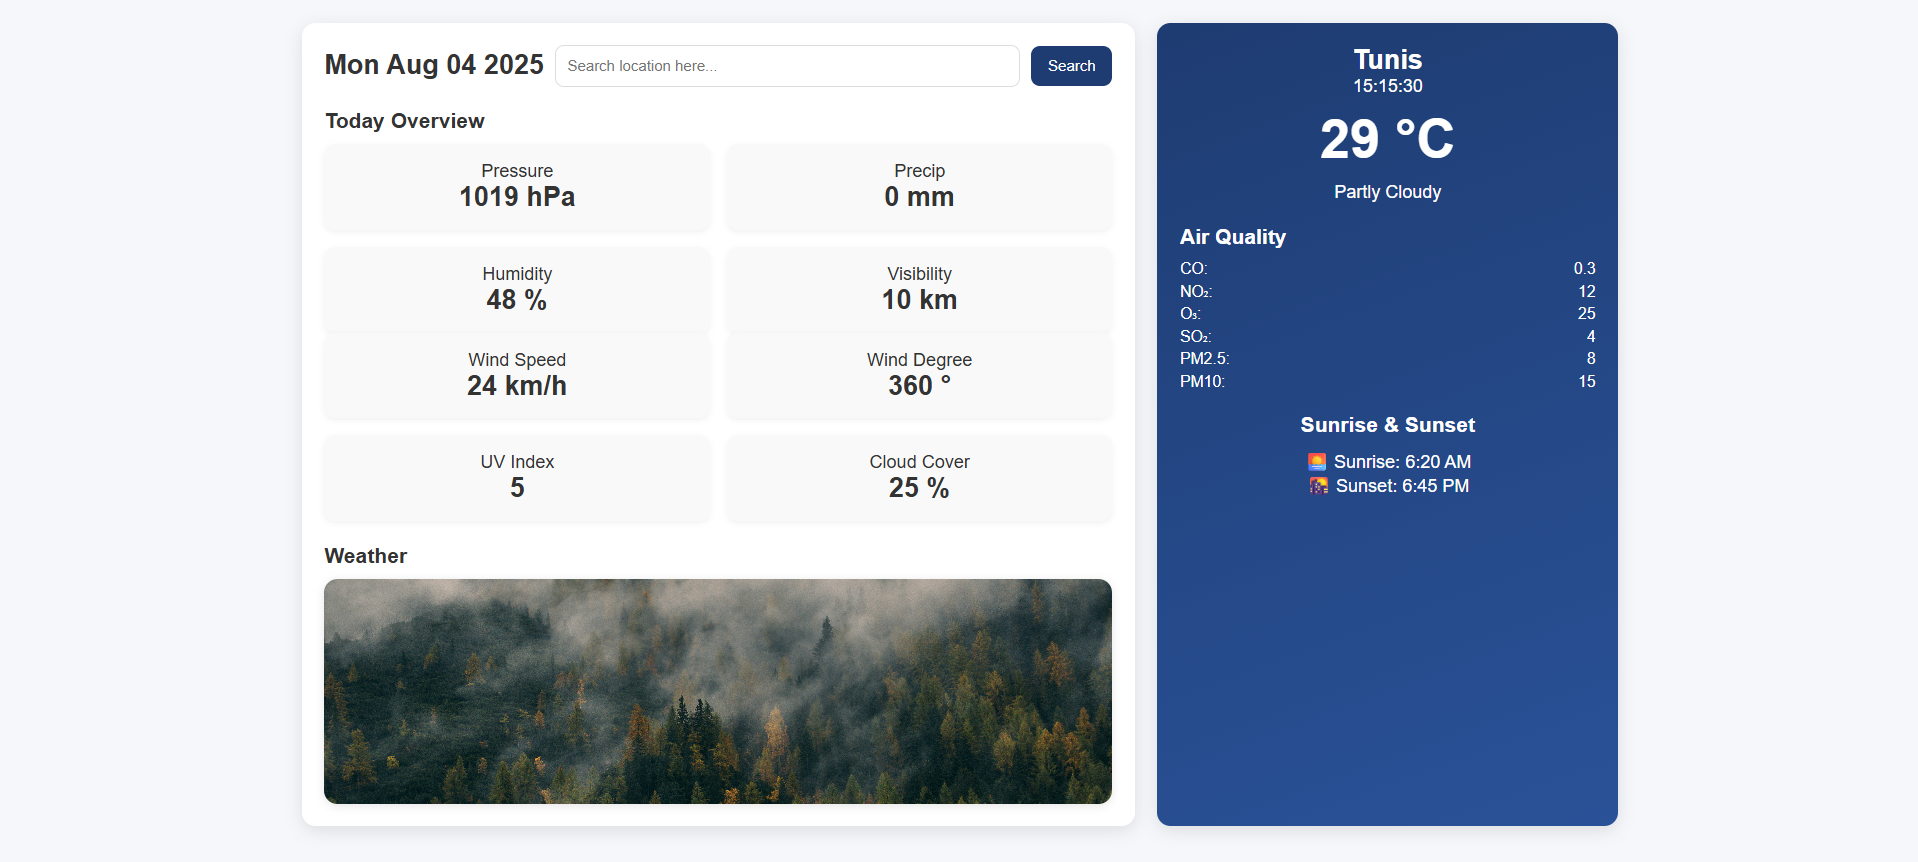 Mon Aug 04 2025
Search location here...
Search
Today Overview
Pressure
1019 hPa
Precip
0 mm
Humidity
48 %
Visibility
10 km
Wind Speed
24 km/h
Wind Degree
360 °
UV Index
5
Cloud Cover
25 %
Weather
Tunis
15:15:30
29 °C
Partly Cloudy
Air Quality
CO: 0.3
NO₂: 12
O₃: 25
SO₂: 4
PM2.5: 8
PM10: 15
Sunrise & Sunset
🌅 Sunrise: 6:20 AM
🌇 Sunset: 6:45 PM